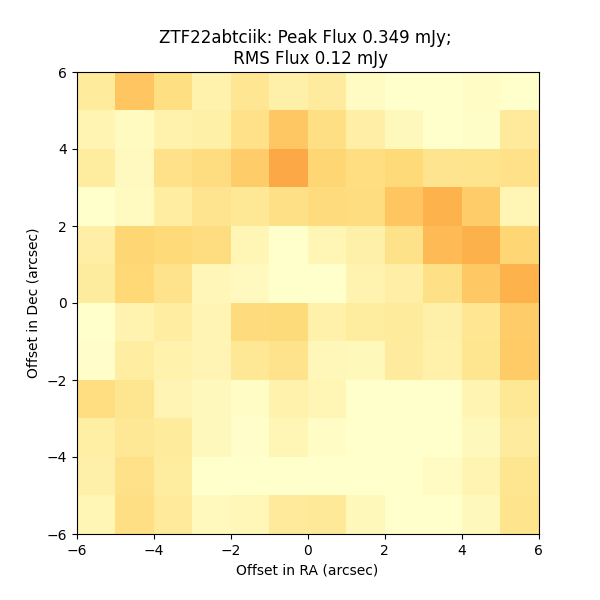 ZTF22abtciik: Peak Flux 0.349 mJy;
RMS Flux 0.12 mJy
6
4
2
0
−2
−4
−6
Offset in Dec (arcsec)
−6 −4 −2 0 2 4 6
Offset in RA (arcsec)